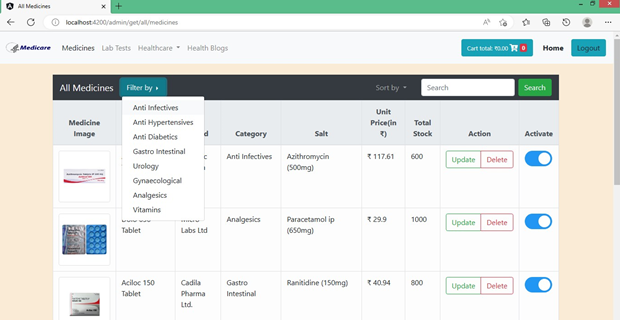 All Medicines
localhost:4200/admin/get/all/medicines
Medicare Medicines Lab Tests Healthcare Health Blogs Cart total: ₹0.00 0 Home Logout
All Medicines Filter by Sort by Search Search
Anti Infectives
Anti Hypertensives
Anti Diabetics
Gastro Intestinal
Urology
Gynaecological
Analgesics
Vitamins
Medicine Image Category Salt Unit Price(in ₹) Total Stock Action Activate
Anti Infectives Azithromycin (500mg) ₹ 117.61 600 Update Delete
Tablet Labs Ltd Analgesics Paracetamol ip (650mg) ₹ 29.9 1000 Update Delete
Aciloc 150 Tablet Cadila Pharma Ltd. Gastro Intestinal Ranitidine (150mg) ₹ 40.94 800 Update Delete